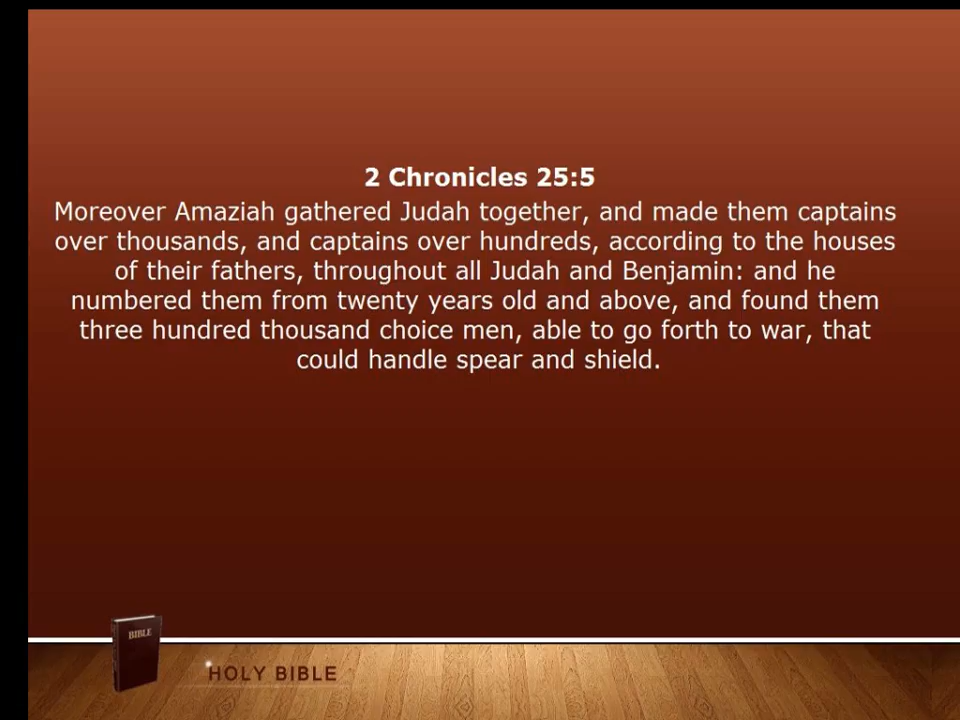 2 Chronicles 25:5
Moreover Amaziah gathered Judah together, and made them captains
over thousands, and captains over hundreds, according to the houses
of their fathers, throughout all Judah and Benjamin: and he
numbered them from twenty years old and above, and found them
three hundred thousand choice men, able to go forth to war, that
could handle spear and shield.
BIBLE
HOLY BIBLE